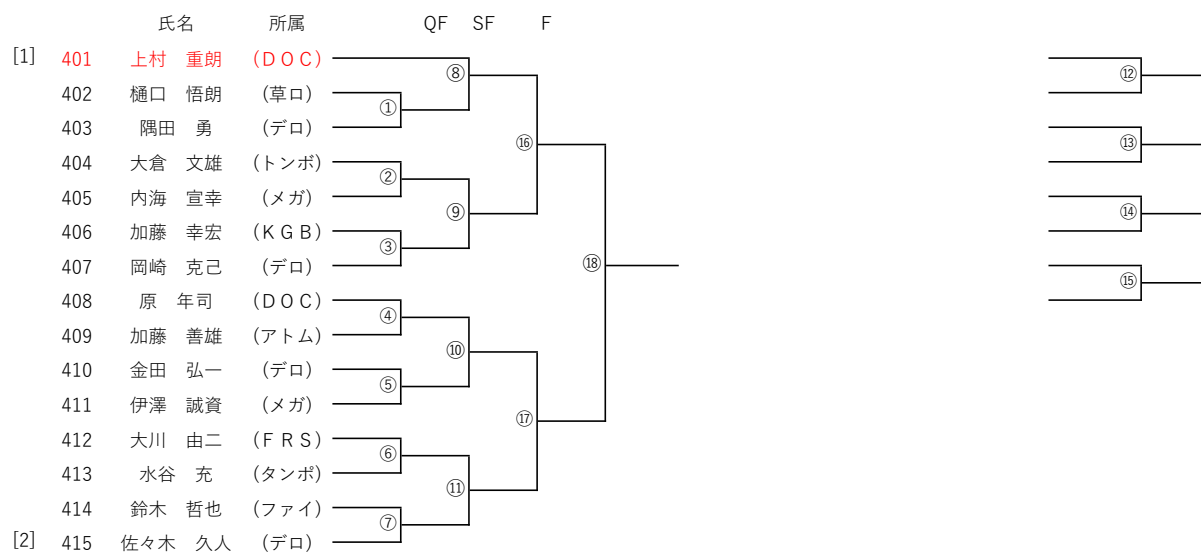 氏名 所属 QF SF F
[1] 401 上村 重朗 (ＤＯＣ) ⑧ ⑫
402 樋口 悟朗 (草ロ) ①
403 隅田 勇 (デロ) ⑯ ⑬
404 大倉 文雄 (トンボ) ②
405 内海 宣幸 (メガ) ⑨ ⑭
406 加藤 幸宏 (ＫＧＢ) ③
407 岡崎 克己 (デロ) ⑱ ⑮
408 原 年司 (ＤＯＣ) ④
409 加藤 善雄 (アトム) ⑩
410 金田 弘一 (デロ) ⑤
411 伊澤 誠資 (メガ) ⑰
412 大川 由二 (ＦＲＳ) ⑥
413 水谷 充 (タンポ) ⑪
414 鈴木 哲也 (ファイ) ⑦
[2] 415 佐々木 久人 (デロ)